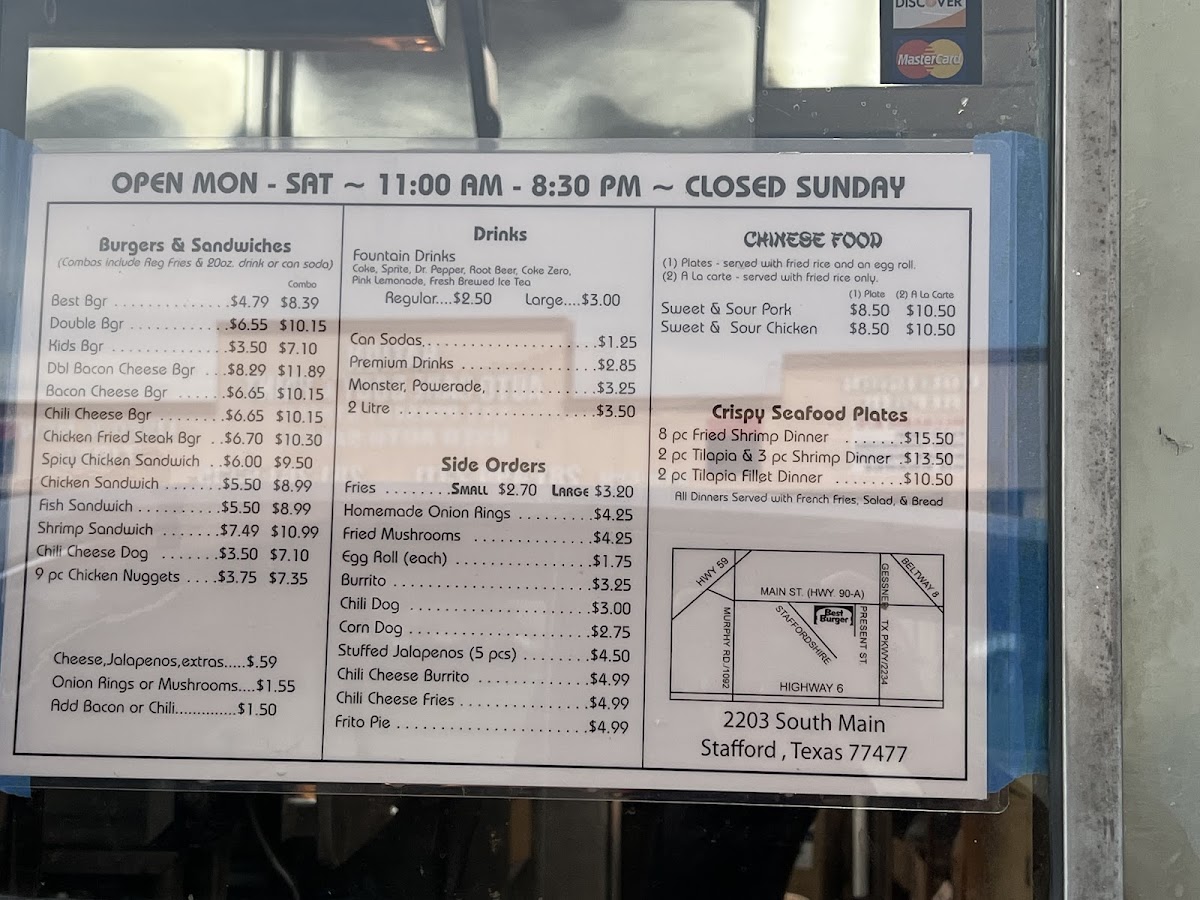 DISCOVER
MasterCard
OPEN MON - SAT ~ 11:00 AM - 8:30 PM ~ CLOSED SUNDAY
Burgers & Sandwiches
(Combos include Reg Fries & 20oz. drink or can soda)
Combo
Best Bgr . . . . . . . . . . . . .$4.79 $8.39
Double Bgr . . . . . . . . . . . .$6.55 $10.15
Kids Bgr . . . . . . . . . . . . .$3.50 $7.10
Dbl Bacon Cheese Bgr . . .$8.29 $11.89
Bacon Cheese Bgr . . . . . .$6.65 $10.15
Chili Cheese Bgr . . . . . . . .$6.65 $10.15
Chicken Fried Steak Bgr . .$6.70 $10.30
Spicy Chicken Sandwich . .$6.00 $9.50
Chicken Sandwich . . . . . . .$5.50 $8.99
Fish Sandwich . . . . . . . . . .$5.50 $8.99
Shrimp Sandwich . . . . . . .$7.49 $10.99
Chili Cheese Dog . . . . . . .$3.50 $7.10
9 pc Chicken Nuggets . . . .$3.75 $7.35
Cheese,Jalapenos,extras.....$.59
Onion Rings or Mushrooms....$1.55
Add Bacon or Chili.............$1.50
Drinks
Fountain Drinks
Coke, Sprite, Dr. Pepper, Root Beer, Coke Zero,
Pink Lemonade, Fresh Brewed Ice Tea
Regular....$2.50 Large....$3.00
Can Sodas. . . . . . . . . . . . . . . . . . .$1.25
Premium Drinks . . . . . . . . . . . . . .$2.85
Monster, Powerade, . . . . . . . . . . .$3.25
2 Litre . . . . . . . . . . . . . . . . . . . . .$3.50
Side Orders
Fries . . . . . . . .SMALL $2.70 LARGE $3.20
Homemade Onion Rings . . . . . . . . .$4.25
Fried Mushrooms . . . . . . . . . . . . . .$4.25
Egg Roll (each) . . . . . . . . . . . . . . . .$1.75
Burrito . . . . . . . . . . . . . . . . . . . . . .$3.25
Chili Dog . . . . . . . . . . . . . . . . . . . .$3.00
Corn Dog . . . . . . . . . . . . . . . . . . . .$2.75
Stuffed Jalapenos (5 pcs) . . . . . . . .$4.50
Chili Cheese Burrito . . . . . . . . . . . .$4.99
Chili Cheese Fries . . . . . . . . . . . . . .$4.99
Frito Pie . . . . . . . . . . . . . . . . . . . . .$4.99
CHINESE FOOD
(1) Plates - served with fried rice and an egg roll.
(2) A La carte - served with fried rice only.
(1) Plate (2) A La Carte
Sweet & Sour Pork $8.50 $10.50
Sweet & Sour Chicken $8.50 $10.50
Crispy Seafood Plates
8 pc Fried Shrimp Dinner . . . . . . .$15.50
2 pc Tilapia & 3 pc Shrimp Dinner .$13.50
2 pc Tilapia Fillet Dinner . . . . . . . .$10.50
All Dinners Served with French Fries, Salad, & Bread
HWY 59
BELTWAY 8
MAIN ST. (HWY. 90-A)
MURPHY RD./1092
STAFFORDSHIRE
Best
Burger
PRESENT ST.
GESSNER TX PKWY/2234
HIGHWAY 6
2203 South Main
Stafford , Texas 77477